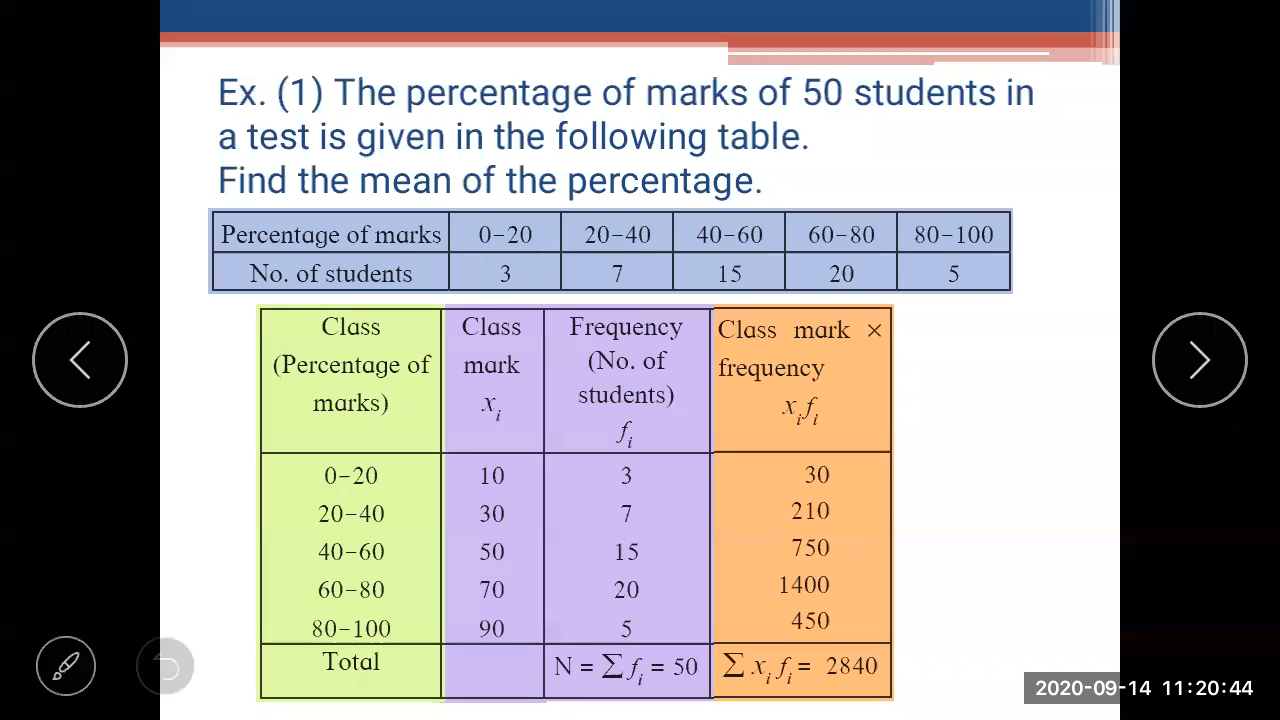 Ex. (1) The percentage of marks of 50 students in
a test is given in the following table.
Find the mean of the percentage.
Percentage of marks 0-20 20-40 40-60 60-80 80-100
No. of students 3 7 15 20 5
Class (Percentage of marks) Class mark xᵢ Frequency (No. of students) fᵢ Class mark × frequency xᵢfᵢ
0-20 10 3 30
20-40 30 7 210
40-60 50 15 750
60-80 70 20 1400
80-100 90 5 450
Total N = ∑ fᵢ = 50 ∑ xᵢ fᵢ = 2840
2020-09-14 11:20:44